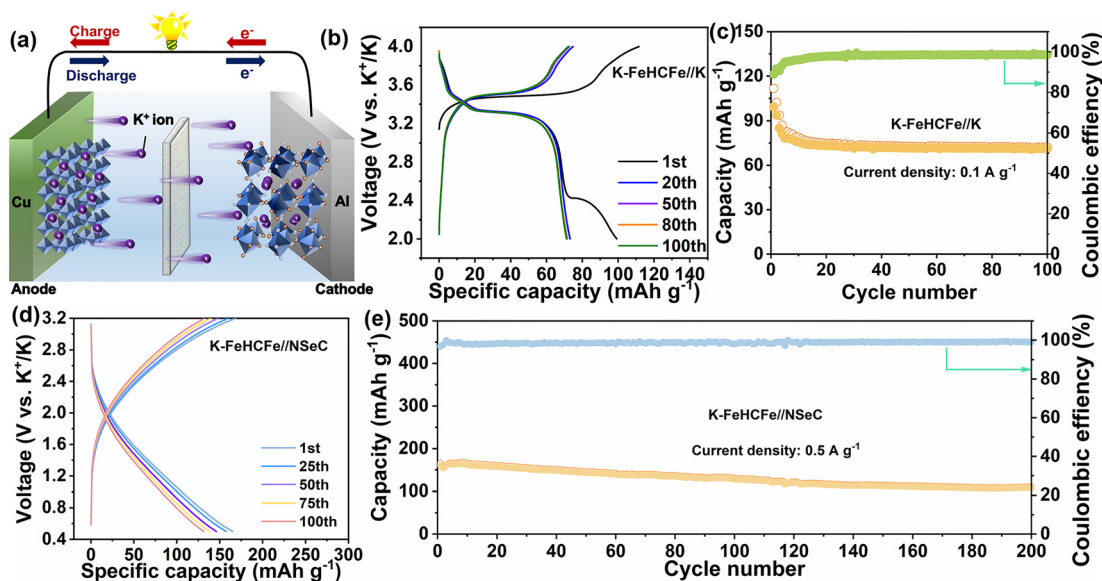 (a)
Charge
e-
Discharge
e-
K+ ion
Cu
Al
Anode
Cathode
(b)
Voltage (V vs. K+/K)
4.0
3.6
3.2
2.8
2.4
2.0
K-FeHCFe//K
1st
20th
50th
80th
100th
0 20 40 60 80 100 120 140
Specific capacity (mAh g-1)
(c)
Capacity (mAh g-1)
150
120
90
60
30
0
K-FeHCFe//K
Current density: 0.1 A g-1
100
80
60
40
20
0
Coulombic effiency (%)
0 20 40 60 80 100
Cycle number
(d)
Voltage (V vs. K+/K)
3.2
2.8
2.4
2.0
1.6
1.2
0.8
0.4
K-FeHCFe//NSeC
1st
25th
50th
75th
100th
0 50 100 150 200 250 300
Specific capacity (mAh g-1)
(e)
Capacity (mAh g-1)
500
450
400
350
300
250
200
150
100
50
0
K-FeHCFe//NSeC
Current density: 0.5 A g-1
100
80
60
40
20
0
Coulombic effiency (%)
0 20 40 60 80 100 120 140 160 180 200
Cycle number